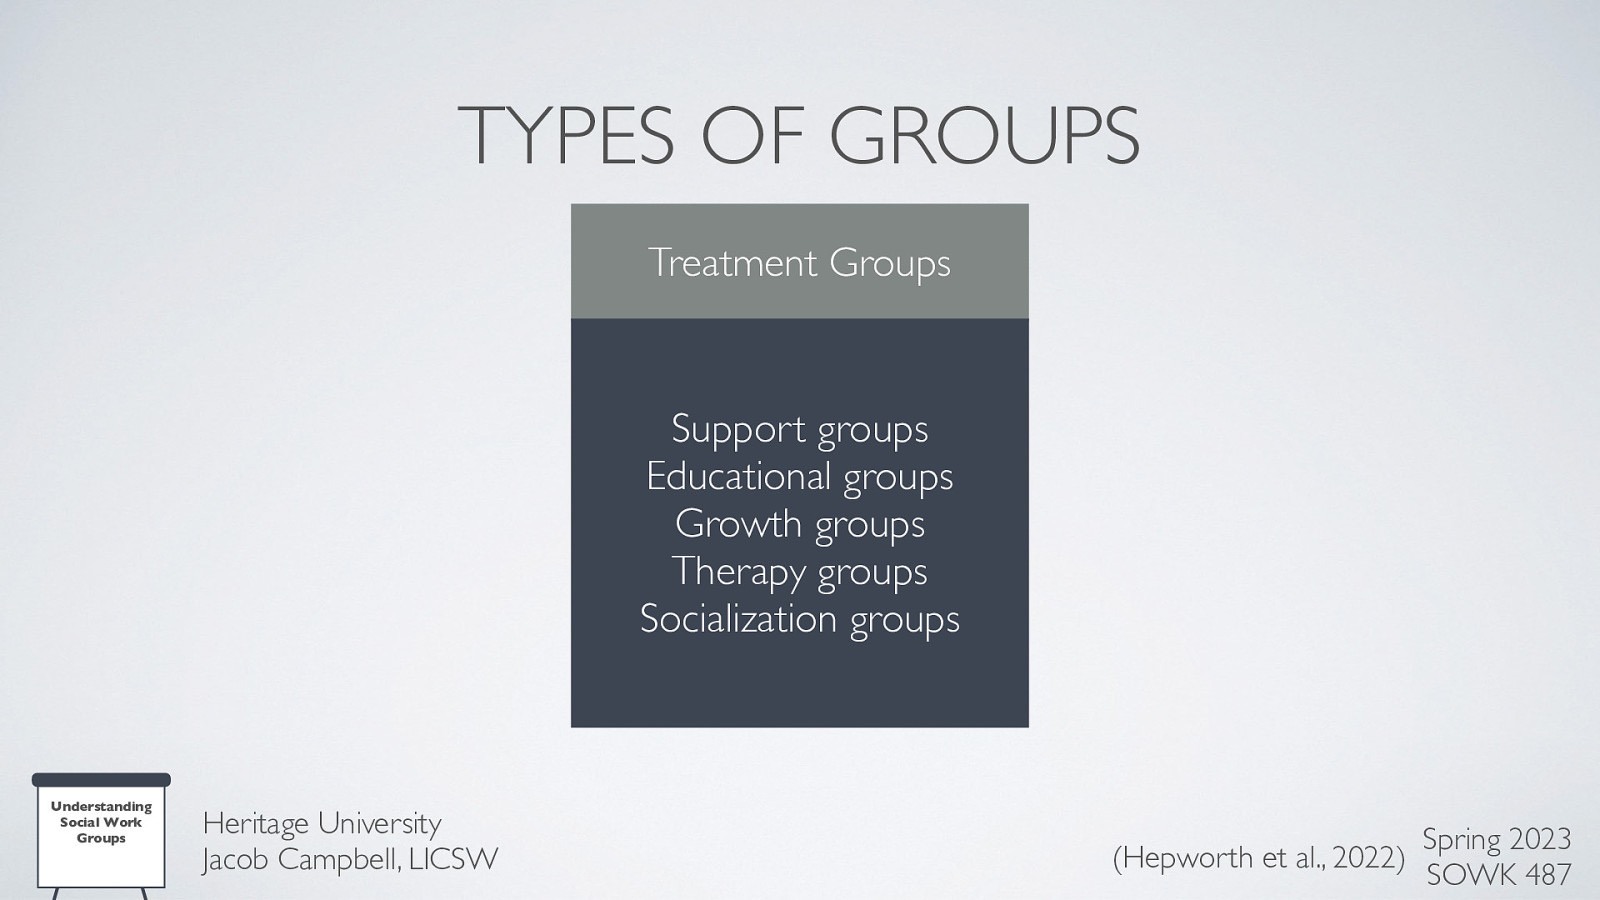 TYPES OF GROUPS
Treatment Groups
Support groups
Educational groups
Growth groups
Therapy groups
Socialization groups
Understanding
Social Work
Groups
Heritage University
Jacob Campbell, LICSW
(Hepworth et al., 2022)
Spring 2023
SOWK 487